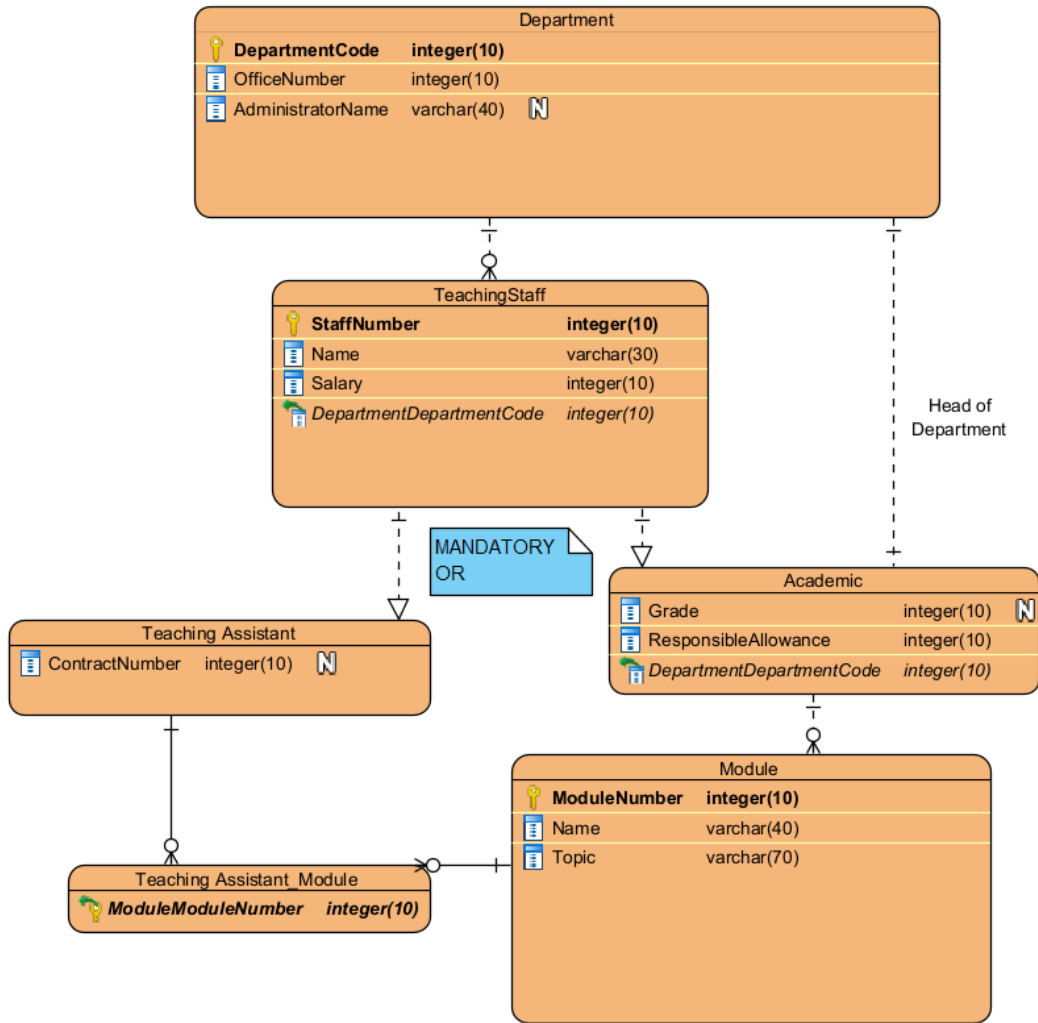 Department
DepartmentCode integer(10)
OfficeNumber integer(10)
AdministratorName varchar(40) N
TeachingStaff
StaffNumber integer(10)
Name varchar(30)
Salary integer(10)
DepartmentDepartmentCode integer(10)
Head of
Department
MANDATORY
OR
Academic
Grade integer(10) N
ResponsibleAllowance integer(10)
DepartmentDepartmentCode integer(10)
Teaching Assistant
ContractNumber integer(10) N
Module
ModuleNumber integer(10)
Name varchar(40)
Topic varchar(70)
Teaching Assistant_Module
ModuleModuleNumber integer(10)